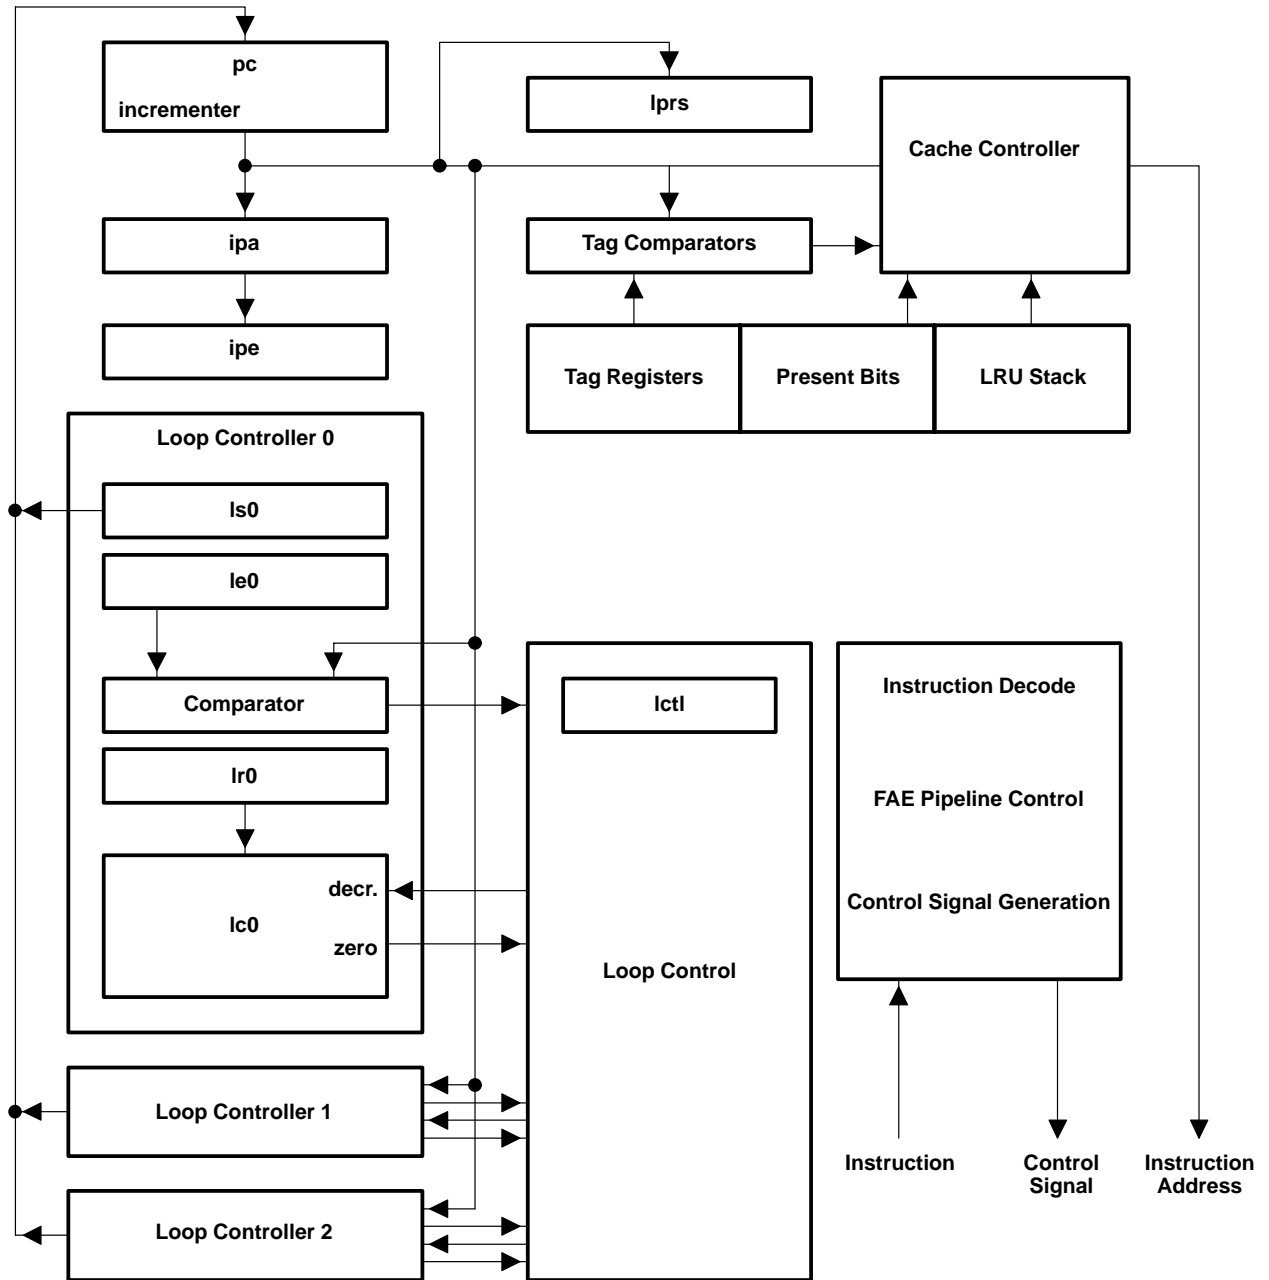 pc
incrementer
lprs
Cache Controller
ipa
Tag Comparators
ipe
Tag Registers
Present Bits
LRU Stack
Loop Controller 0
ls0
le0
Comparator
lr0
decr.
lc0
zero
lctl
Loop Control
Instruction Decode
FAE Pipeline Control
Control Signal Generation
Loop Controller 1
Loop Controller 2
Instruction
Control
Signal
Instruction
Address